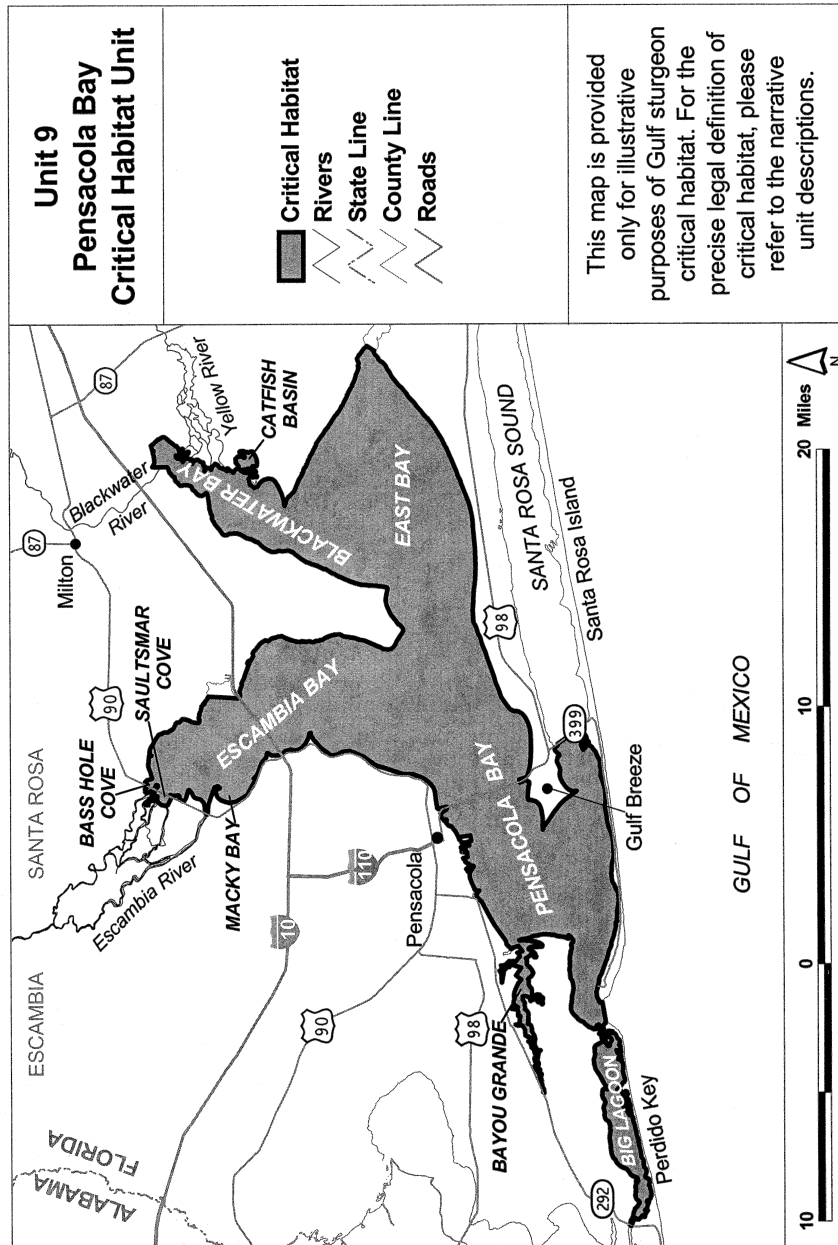 Unit 9
Pensacola Bay
Critical Habitat Unit
Critical Habitat
Rivers
State Line
County Line
Roads
This map is provided
only for illustrative
purposes of Gulf sturgeon
critical habitat. For the
precise legal definition of
critical habitat, please
refer to the narrative
unit descriptions.
ALABAMA
FLORIDA
ESCAMBIA
SANTA ROSA
BASS HOLE
COVE
SAULTSMAR
COVE
90
Milton
87
Blackwater
River
87
Yellow River
CATFISH
BASIN
Escambia River
MACKY BAY
ESCAMBIA BAY
BLACKWATER BAY
EAST BAY
10
110
90
Pensacola
98
98
BAYOU GRANDE
PENSACOLA BAY
SANTA ROSA SOUND
399
Santa Rosa Island
Gulf Breeze
292
BIG LAGOON
Perdido Key
GULF OF MEXICO
10
0
10
20 Miles
N